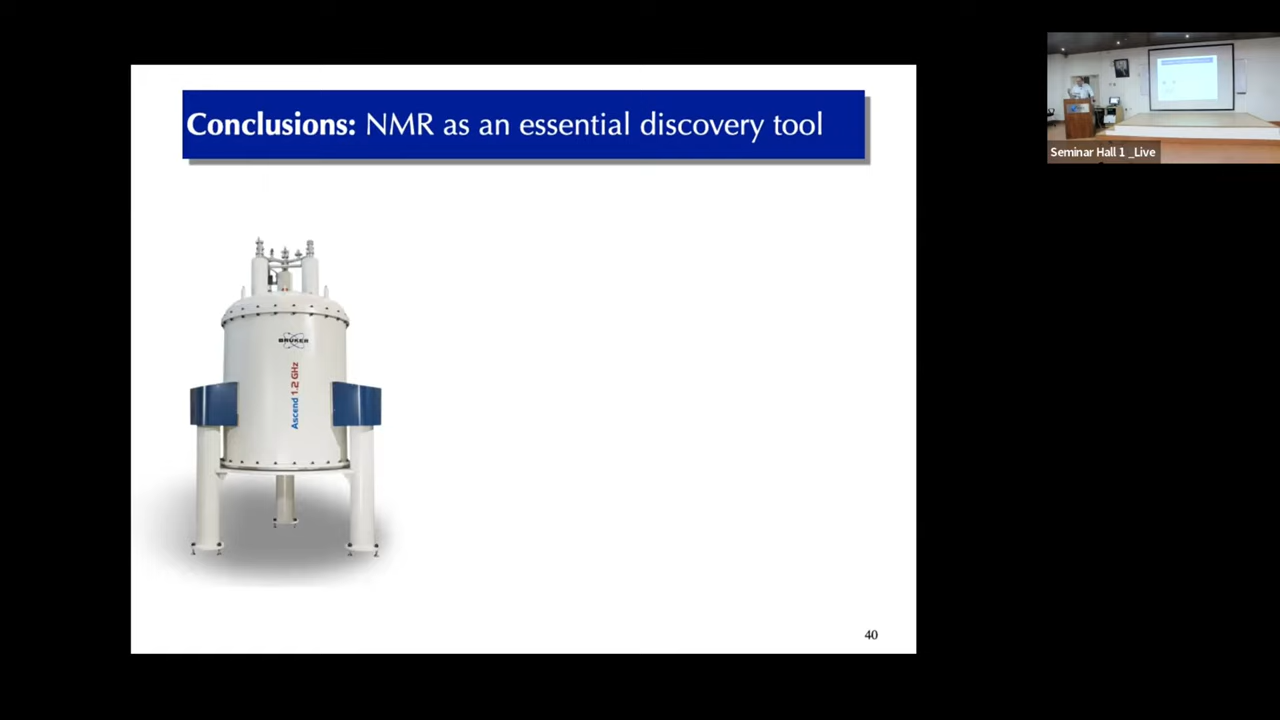 Conclusions: NMR as an essential discovery tool
Seminar Hall 1 _Live
BRUKER
Ascend 1.2 GHz
40